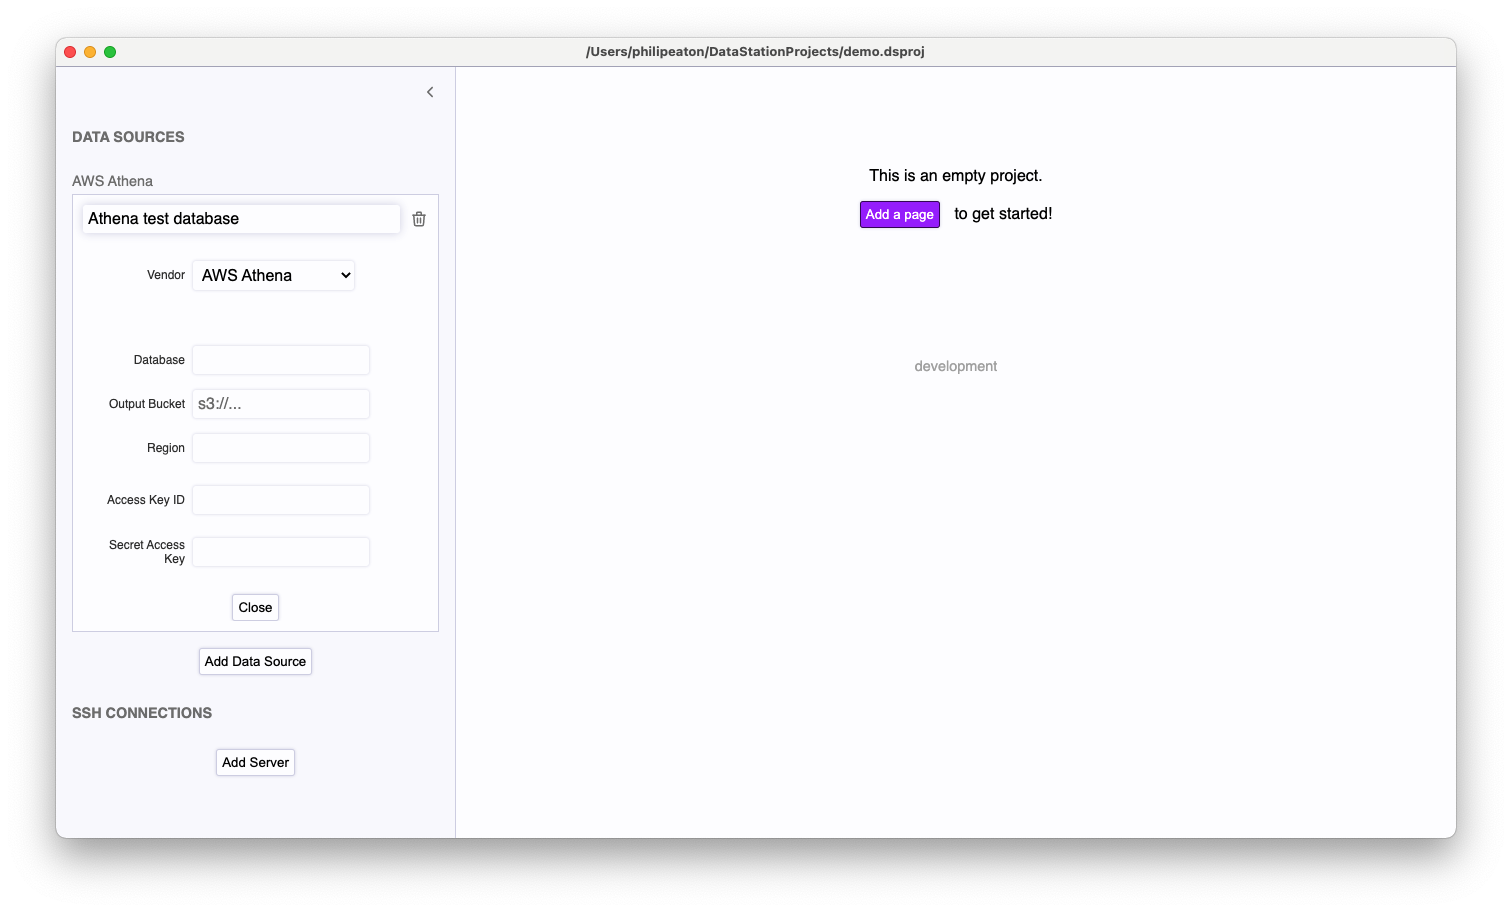 /Users/philipeaton/DataStationProjects/demo.dsproj
DATA SOURCES
AWS Athena
Athena test database
Vendor AWS Athena
Database
Output Bucket s3://...
Region
Access Key ID
Secret Access
Key
Close
Add Data Source
SSH CONNECTIONS
Add Server
This is an empty project.
Add a page to get started!
development